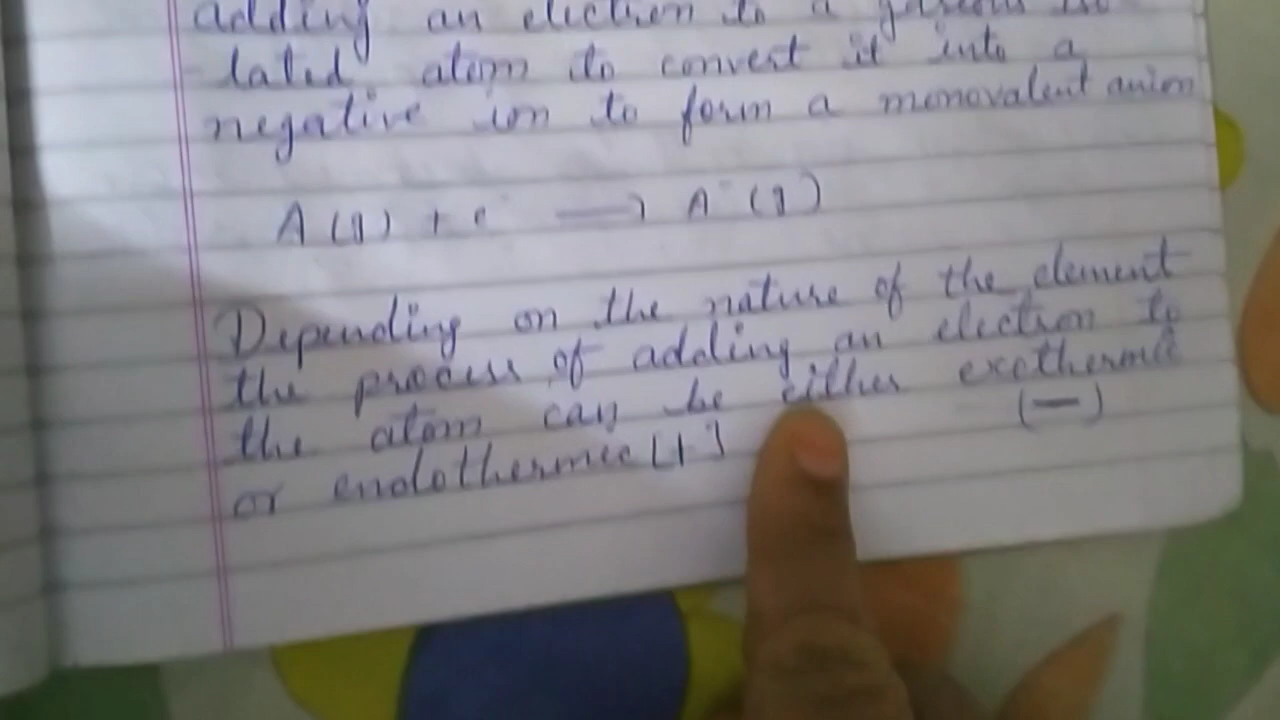 adding an electron to a gaseous iso
lated atom to convert it into a
negative ion to form a monovalent anion
A (g) + e⁻ ⟶ A⁻ (g)
Depending on the nature of the element
the process of adding an electron to
the atom can be either exothermic
(—)
or endothermic [+]